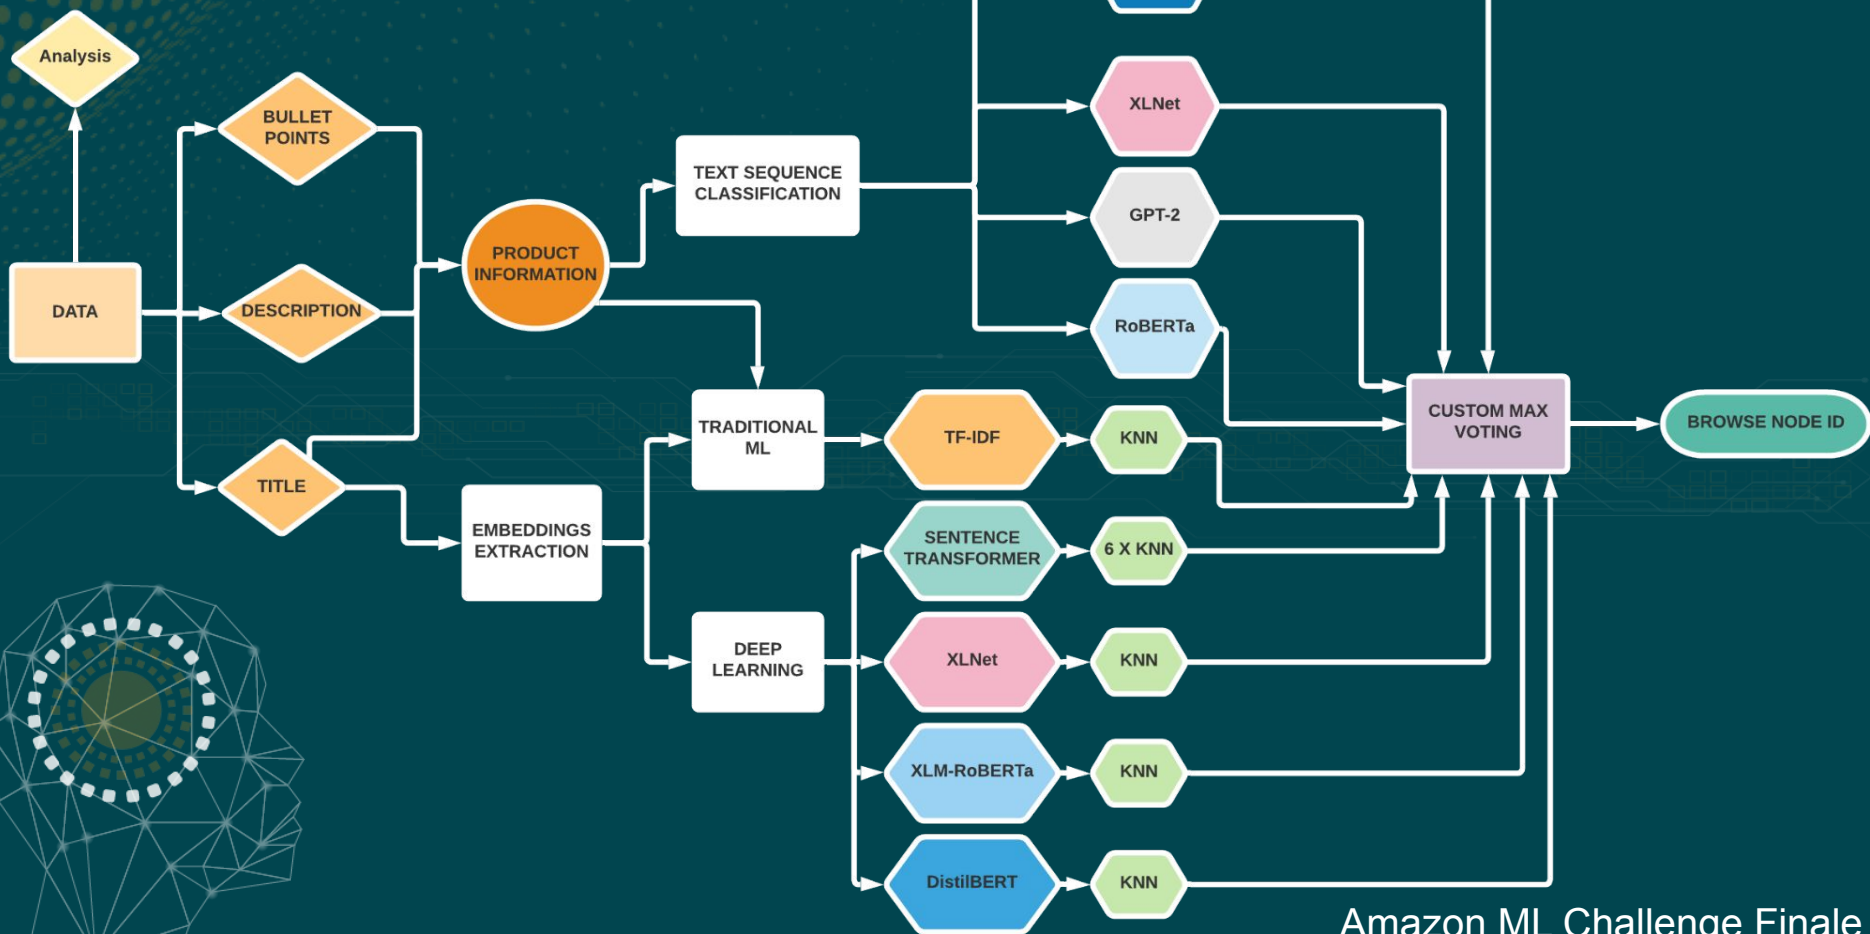 Analysis
BULLET
POINTS
XLNet
TEXT SEQUENCE
CLASSIFICATION
GPT-2
PRODUCT
INFORMATION
DATA
DESCRIPTION
RoBERTa
TRADITIONAL
ML
TF-IDF
KNN
CUSTOM MAX
VOTING
BROWSE NODE ID
TITLE
EMBEDDINGS
EXTRACTION
SENTENCE
TRANSFORMER
6 X KNN
DEEP
LEARNING
XLNet
KNN
XLM-RoBERTa
KNN
DistilBERT
KNN
Amazon ML Challenge Finale